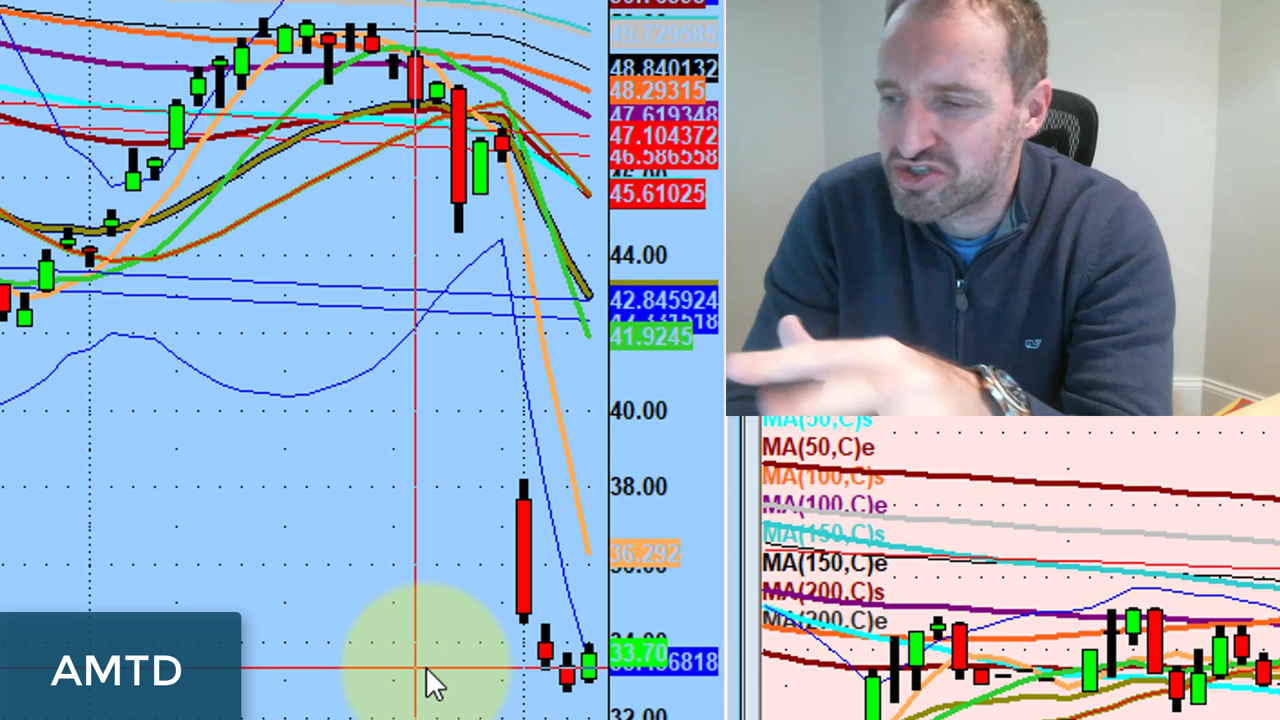 48.840132
48.29315
47.619348
47.104372
46.586558
45.61025
44.00
42.845924
41.9245
40.00
38.00
36.292
33.70
32.00
AMTD
MA(50,C)s
MA(50,C)e
MA(100,C)s
MA(100,C)e
MA(150,C)s
MA(150,C)e
MA(200,C)s
MA(200,C)e